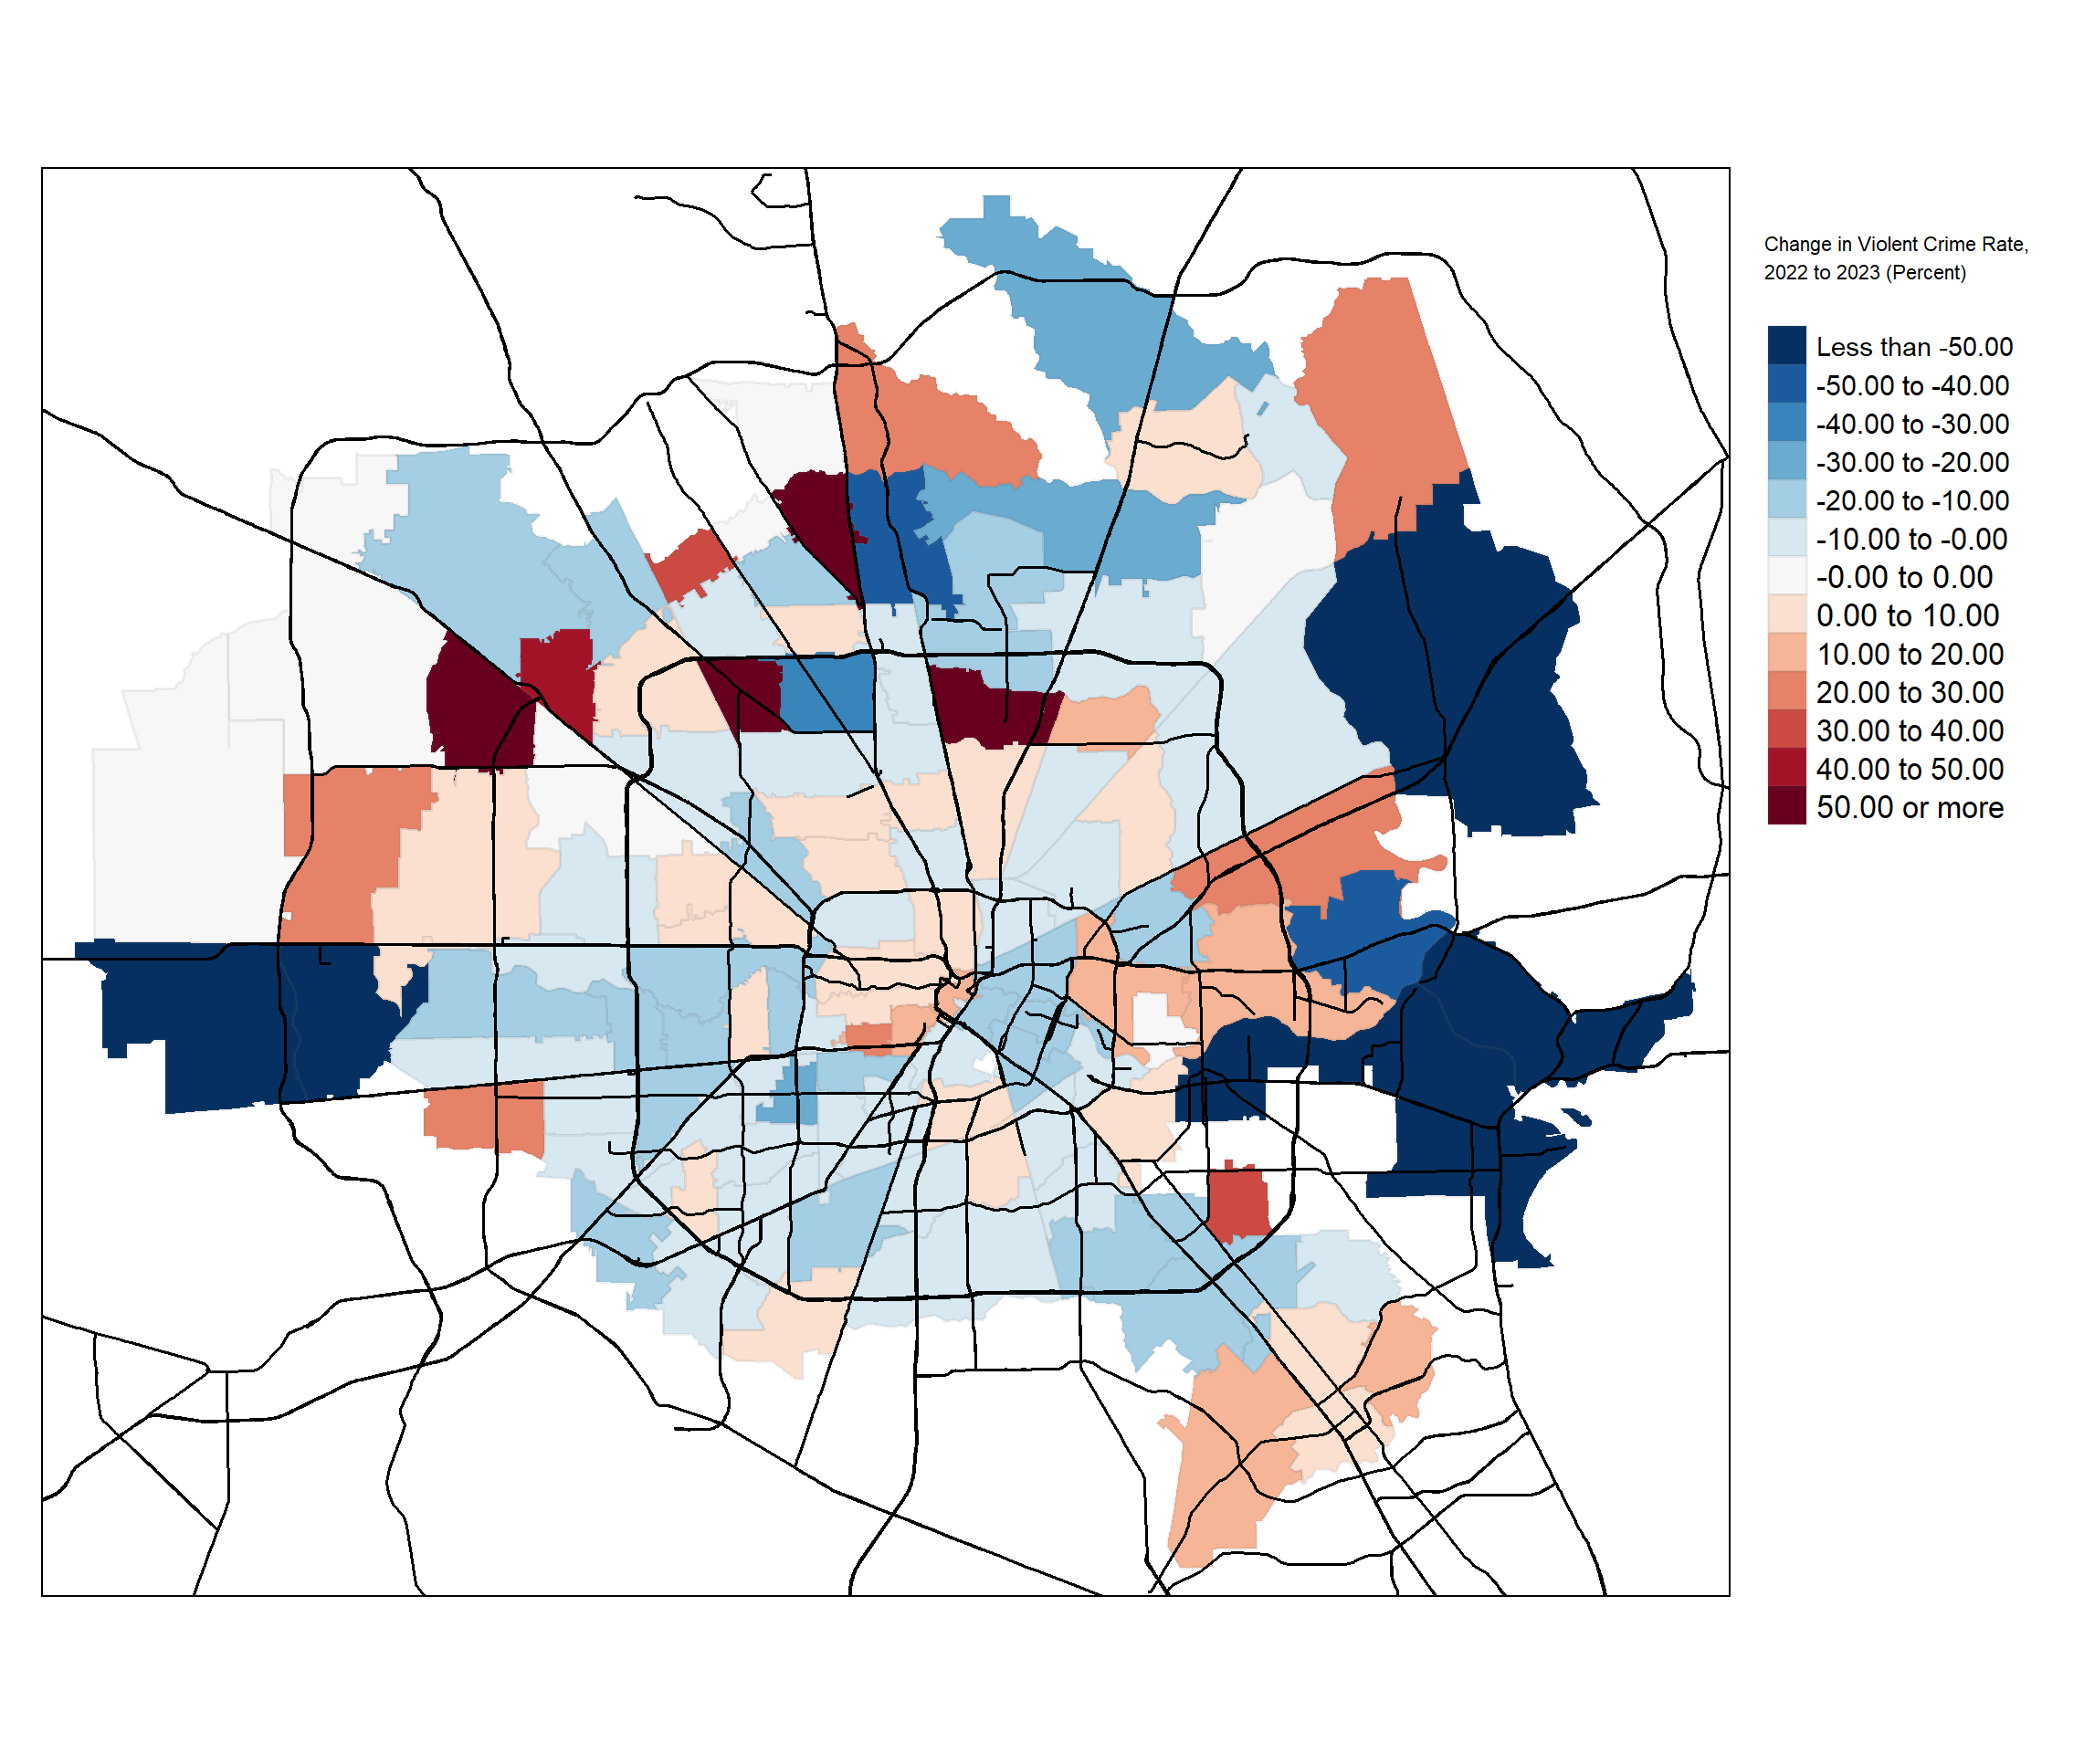 Change in Violent Crime Rate,
2022 to 2023 (Percent)
Less than -50.00
-50.00 to -40.00
-40.00 to -30.00
-30.00 to -20.00
-20.00 to -10.00
-10.00 to -0.00
-0.00 to 0.00
0.00 to 10.00
10.00 to 20.00
20.00 to 30.00
30.00 to 40.00
40.00 to 50.00
50.00 or more